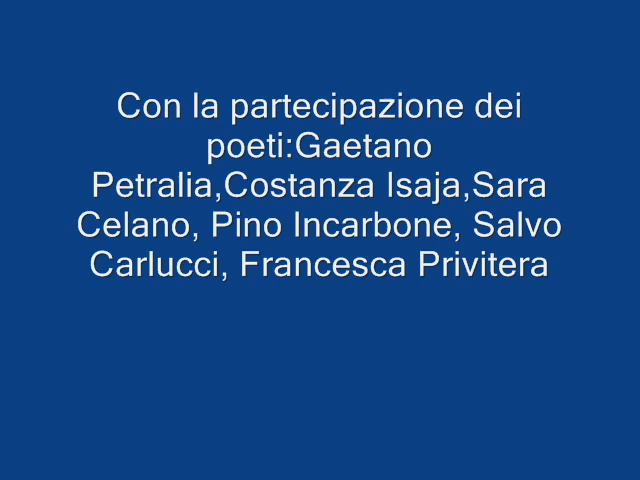 Con la partecipazione dei
poeti:Gaetano
Petralia,Costanza Isaja,Sara
Celano, Pino Incarbone, Salvo
Carlucci, Francesca Privitera